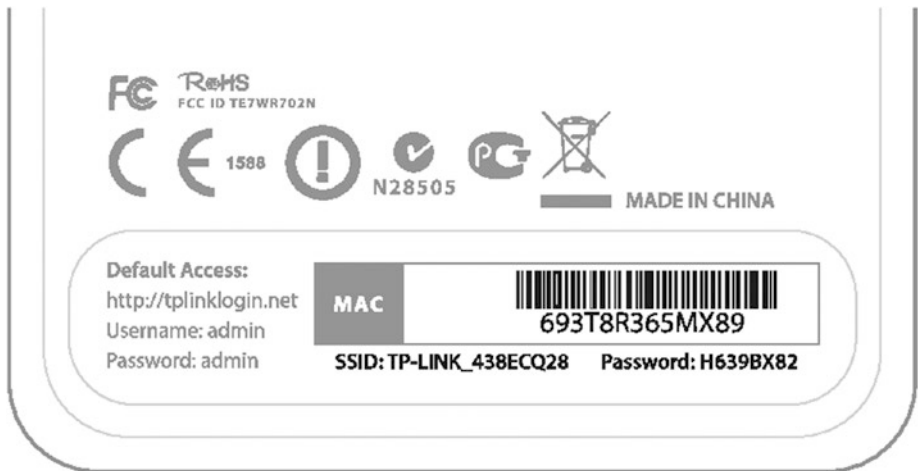 FC RoHS
FCC ID TE7WR702N
CE 1588
N28505
MADE IN CHINA
Default Access:
http://tplinklogin.net
Username: admin
Password: admin
MAC
693T8R365MX89
SSID: TP-LINK_438ECQ28 Password: H639BX82